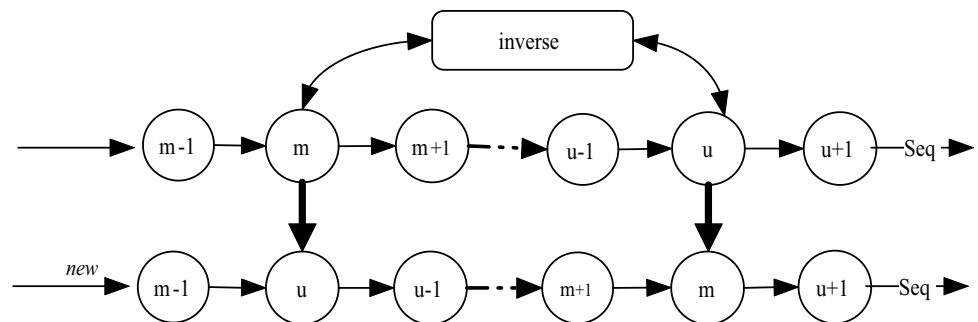 inverse
m-1 m m+1 u-1 u u+1 Seq
new m-1 u u-1 m+1 m u+1 Seq